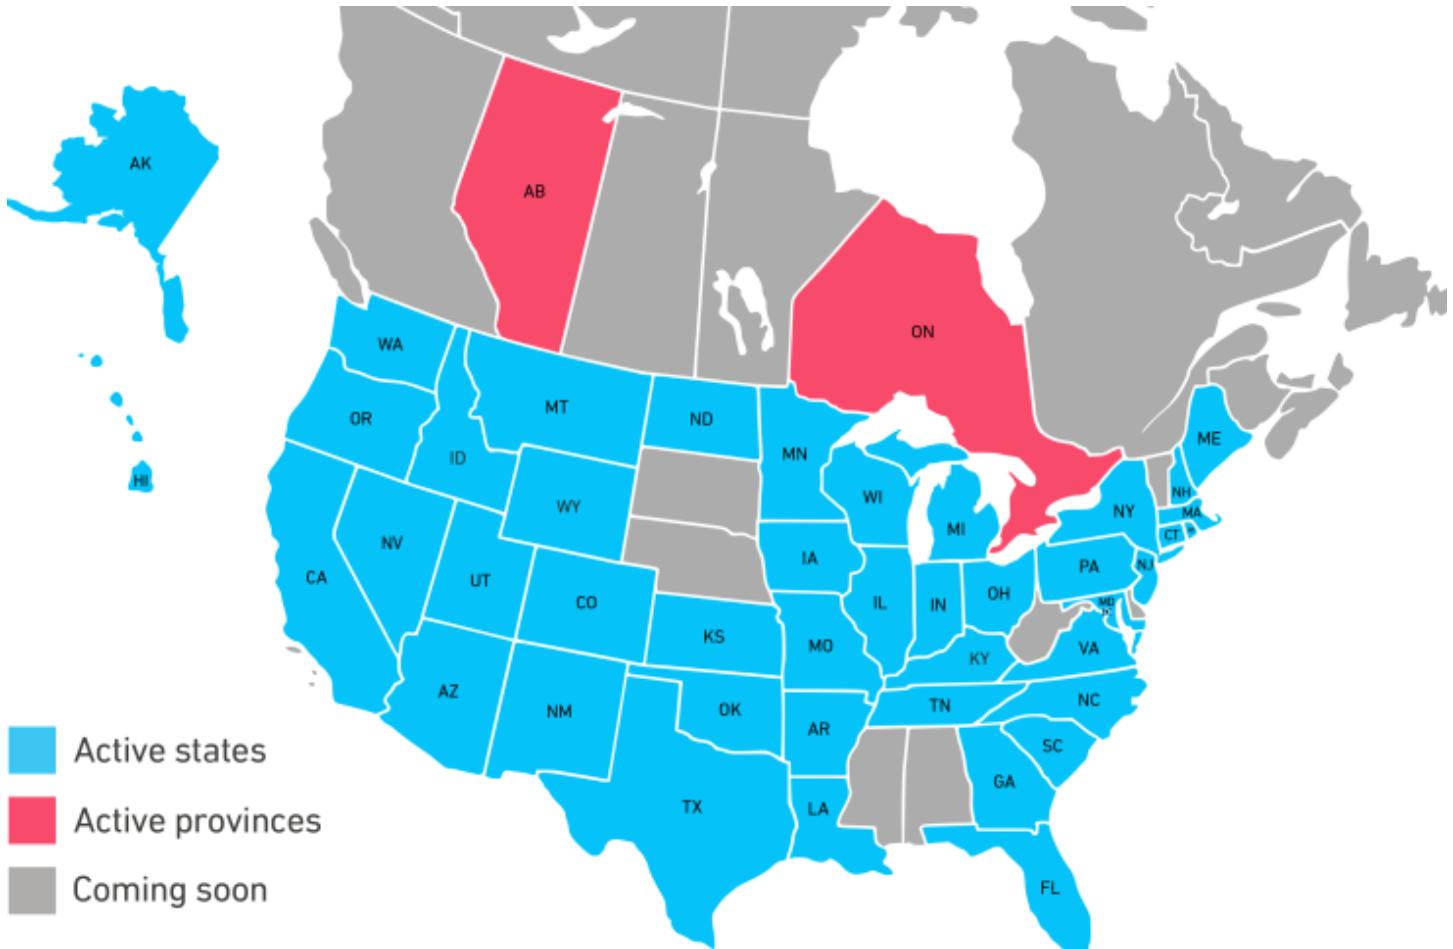 AK
AB
ON
WA
MT
ND
OR
ID
MN
ME
WY
WI
NH
NY
MA
MI
CT
NV
IA
PA
NJ
CA
UT
CO
IL
IN
OH
MD
DC
KS
MO
VA
KY
AZ
NM
OK
AR
TN
NC
SC
GA
TX
LA
FL
HI
Active states
Active provinces
Coming soon